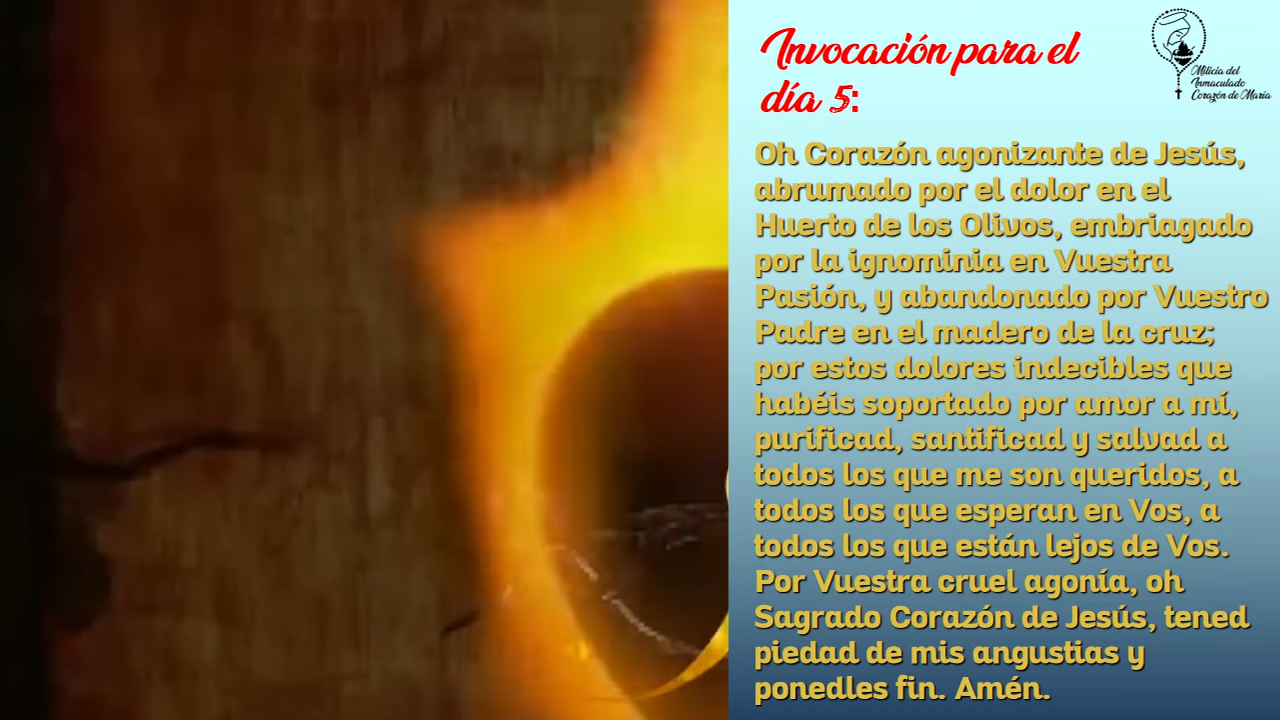 Invocación para el
día 5:
Milicia del
Inmaculado
Corazón de María
Oh Corazón agonizante de Jesús,
abrumado por el dolor en el
Huerto de los Olivos, embriagado
por la ignominia en Vuestra
Pasión, y abandonado por Vuestro
Padre en el madero de la cruz;
por estos dolores indecibles que
habéis soportado por amor a mí,
purificad, santificad y salvad a
todos los que me son queridos, a
todos los que esperan en Vos, a
todos los que están lejos de Vos.
Por Vuestra cruel agonía, oh
Sagrado Corazón de Jesús, tened
piedad de mis angustias y
ponedles fin. Amén.